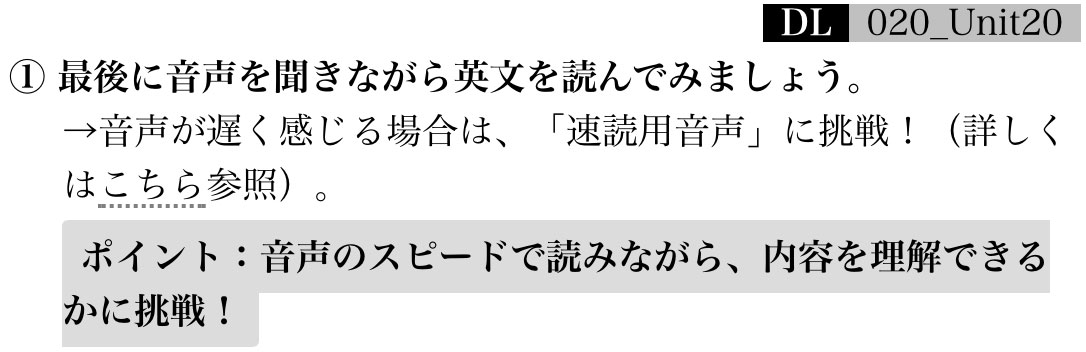 DL 020_Unit20
① 最後に音声を聞きながら英文を読んでみましょう。
→音声が遅く感じる場合は、「速読用音声」に挑戦！（詳しく
はこちら参照）。
ポイント：音声のスピードで読みながら、内容を理解できる
かに挑戦！